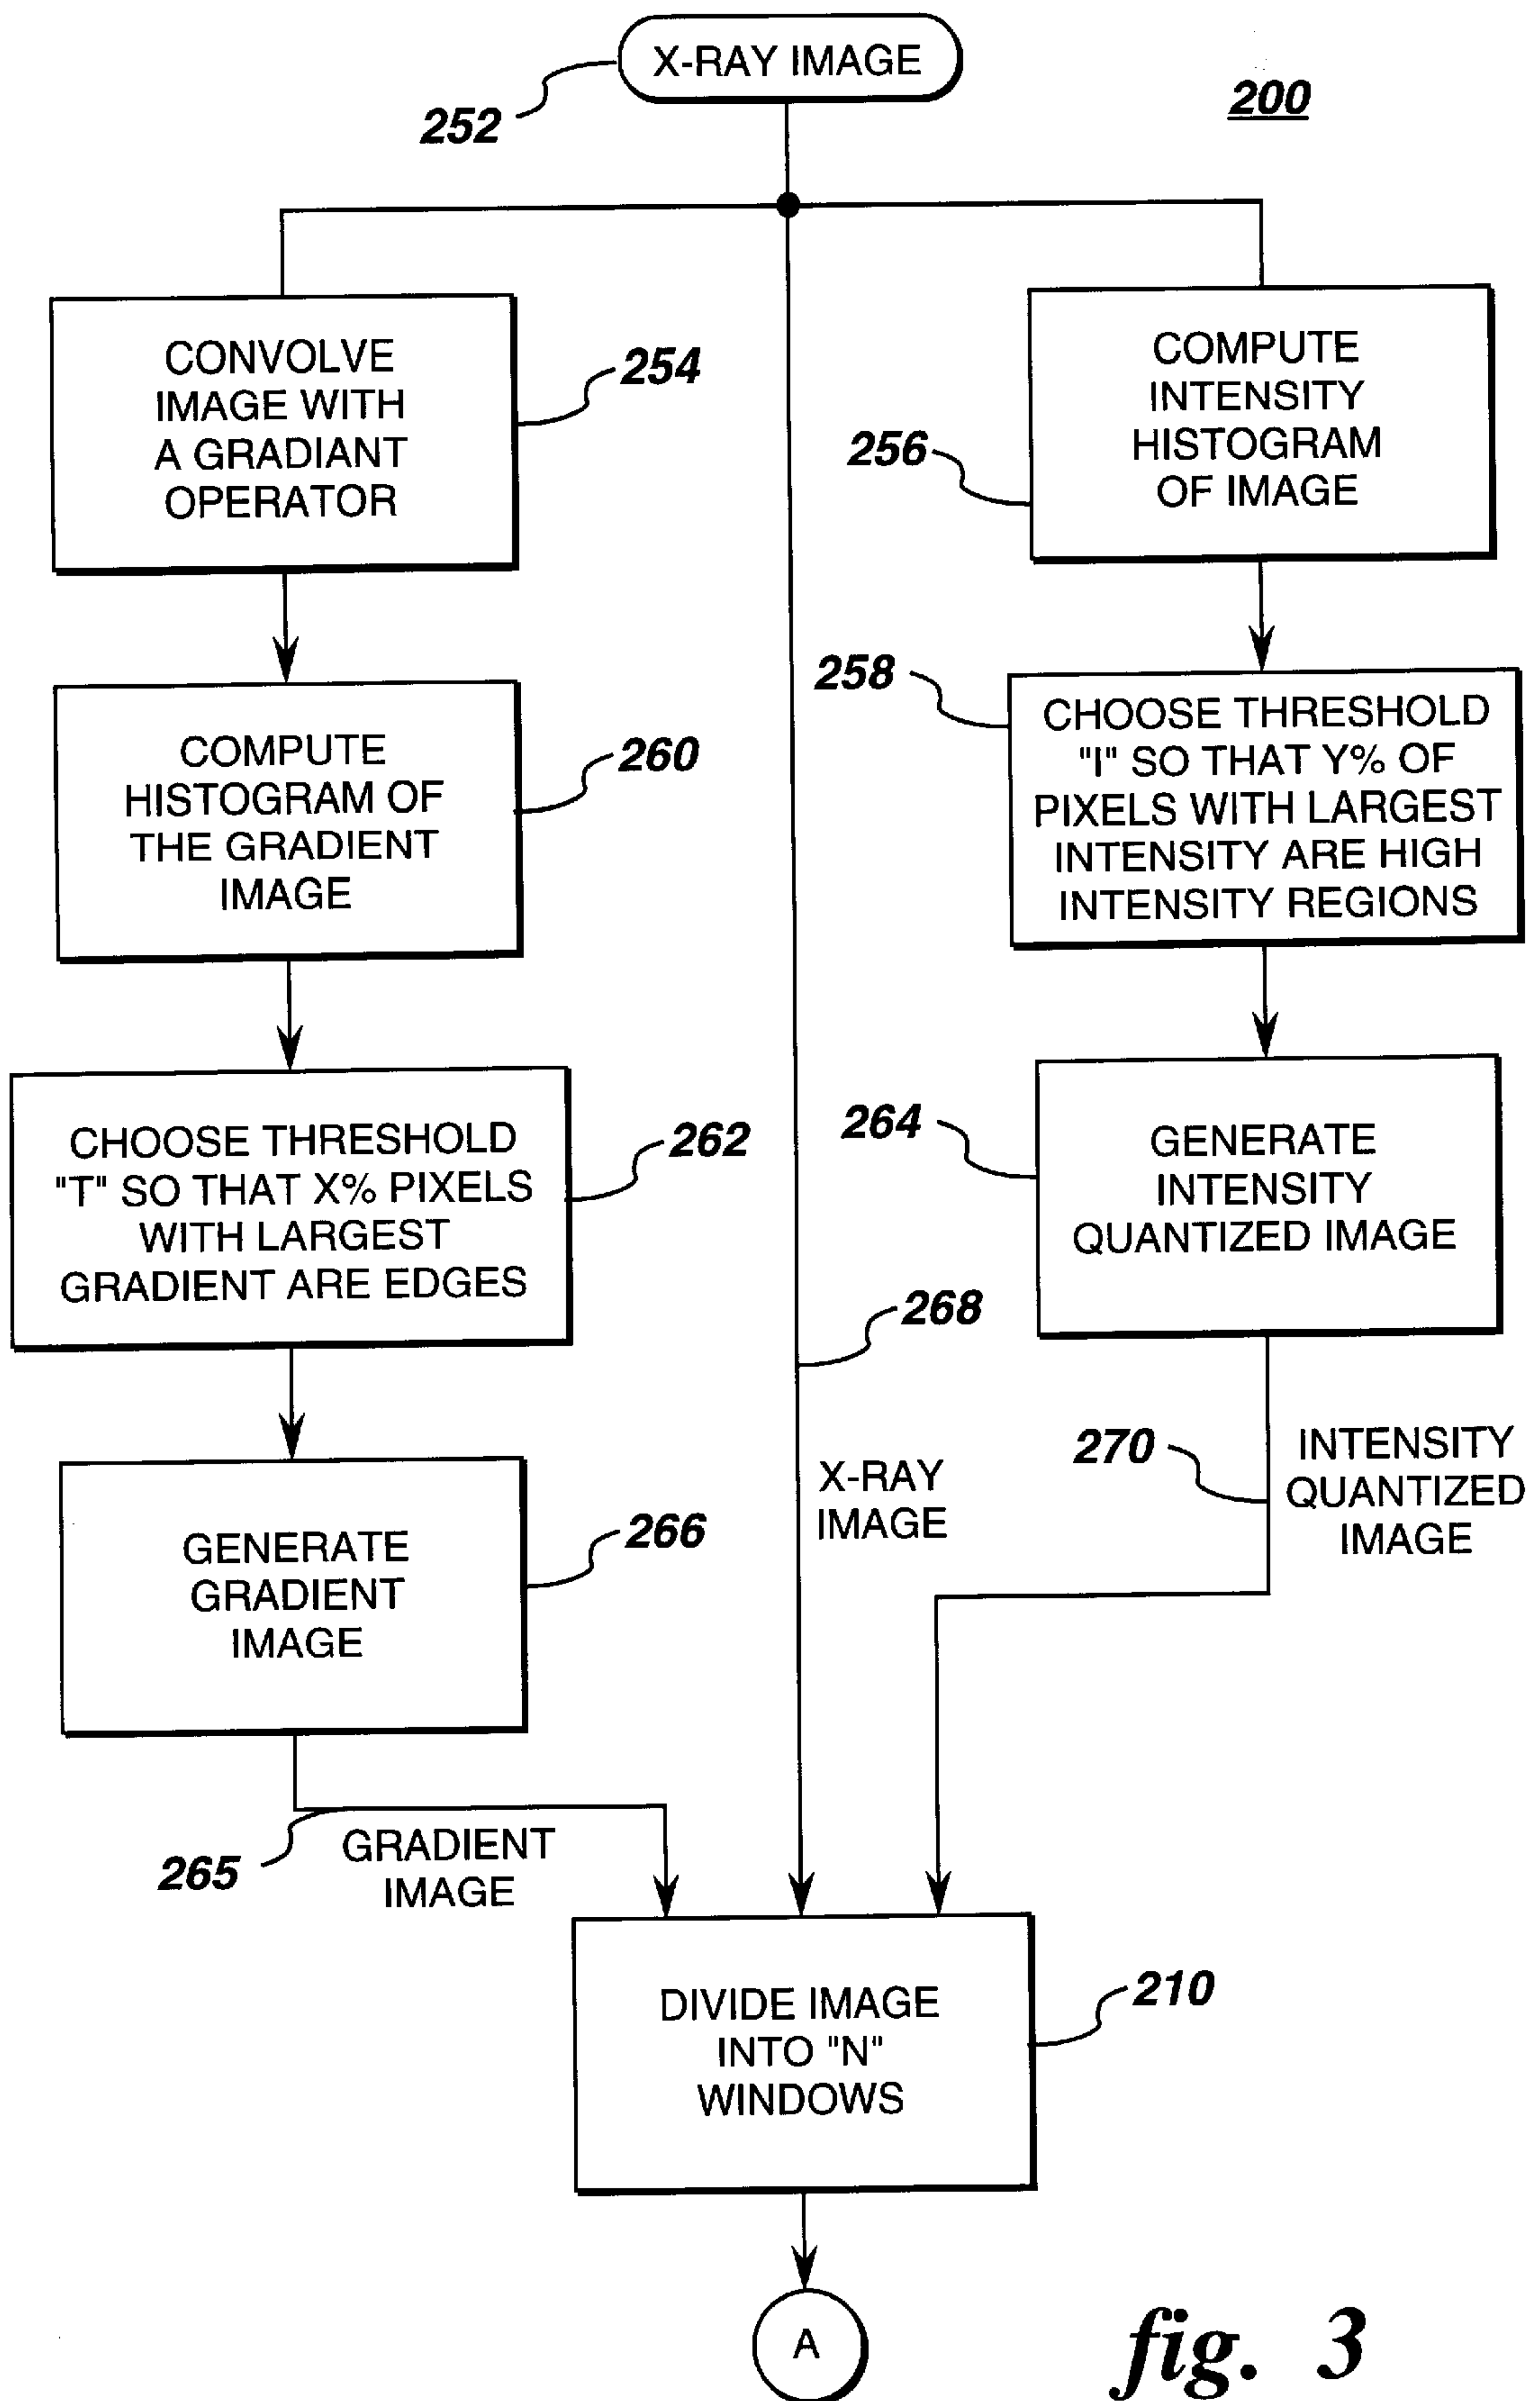 X-RAY IMAGE
252
200
CONVOLVE
IMAGE WITH
A GRADIANT
OPERATOR
254
COMPUTE
INTENSITY
HISTOGRAM
OF IMAGE
256
COMPUTE
HISTOGRAM OF
THE GRADIENT
IMAGE
260
258
CHOOSE THRESHOLD
"I" SO THAT Y% OF
PIXELS WITH LARGEST
INTENSITY ARE HIGH
INTENSITY REGIONS
CHOOSE THRESHOLD
"T" SO THAT X% PIXELS
WITH LARGEST
GRADIENT ARE EDGES
262
264
GENERATE
INTENSITY
QUANTIZED IMAGE
268
X-RAY
IMAGE
270
INTENSITY
QUANTIZED
IMAGE
GENERATE
GRADIENT
IMAGE
266
265
GRADIENT
IMAGE
DIVIDE IMAGE
INTO "N"
WINDOWS
210
A
fig. 3